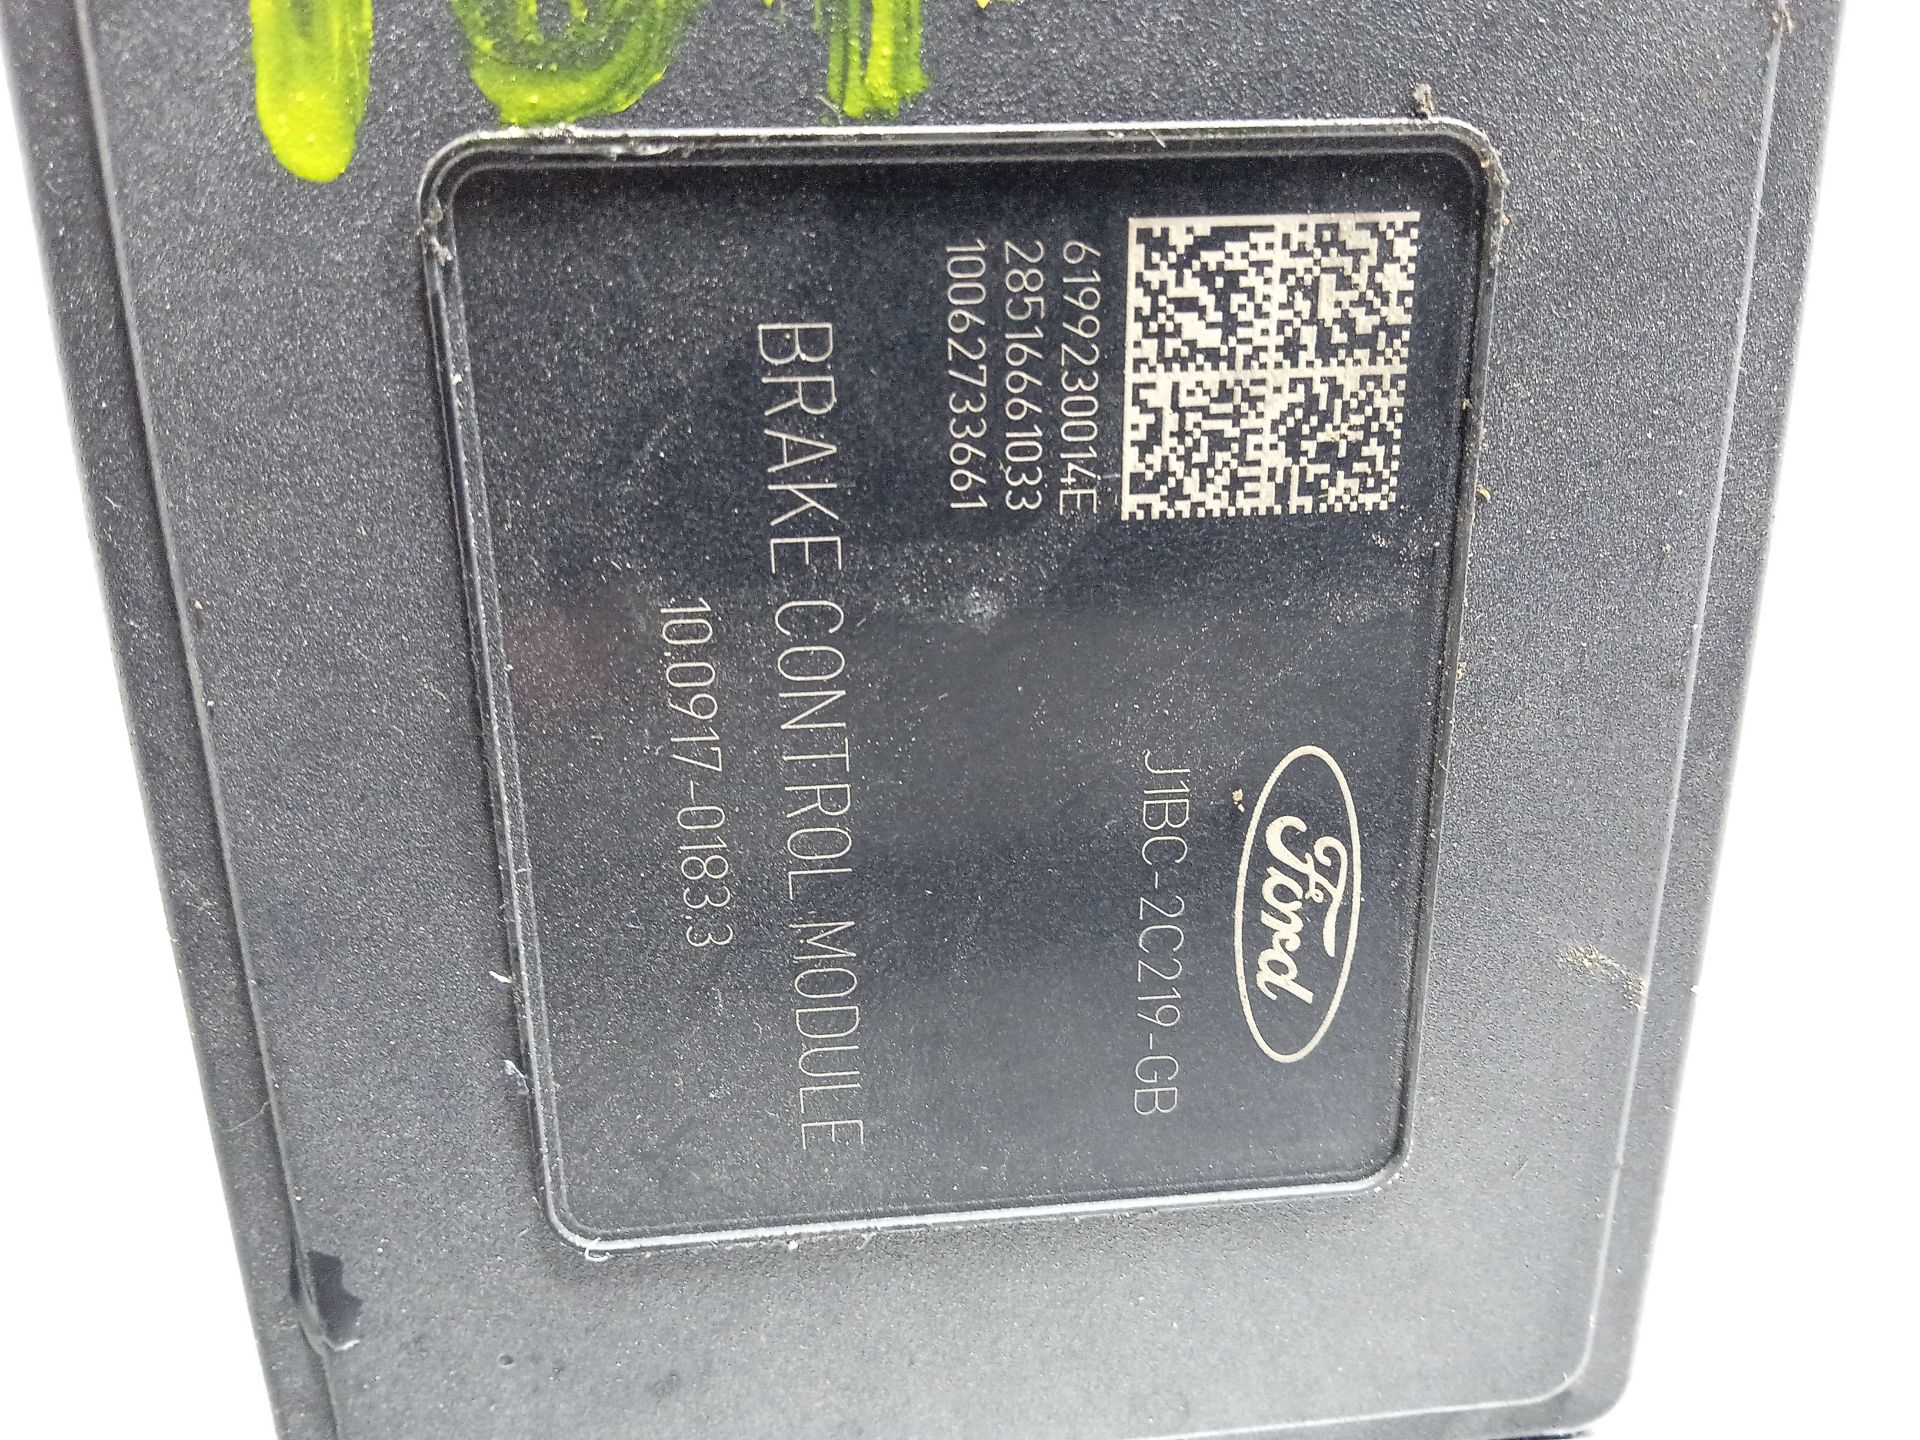 6199230014E
28516661033
10062733661
Ford
J1BC-2C219-GB
BRAKE CONTROL MODULE
10.0917-0183.3